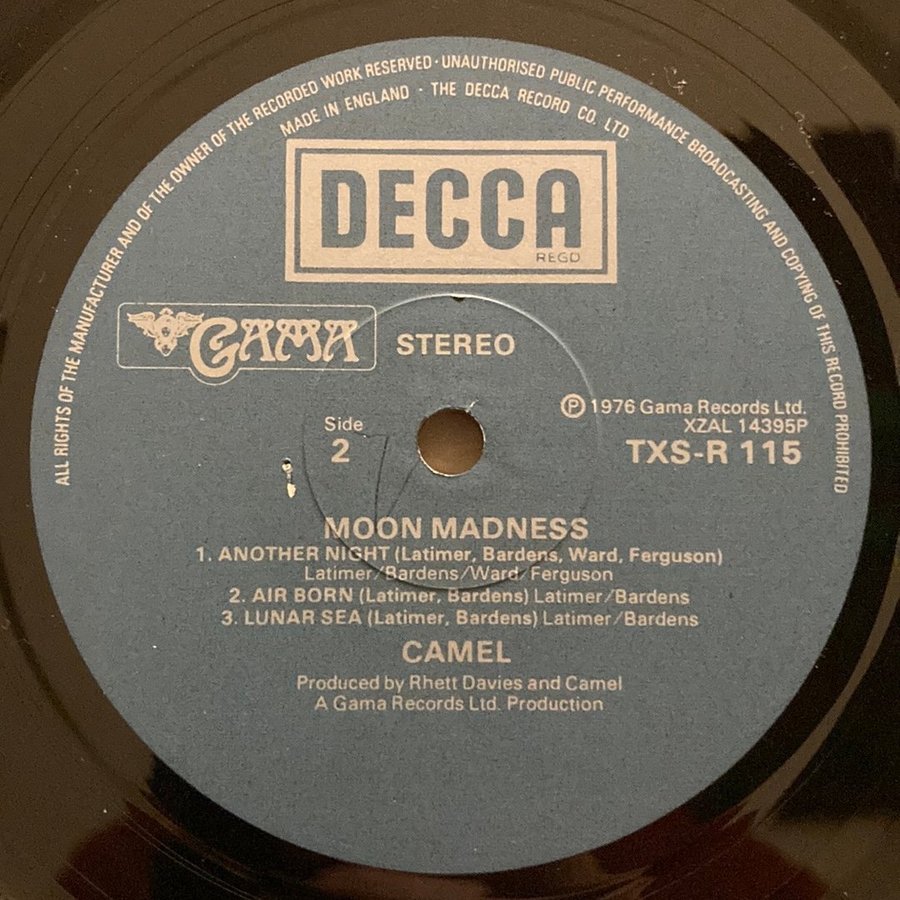 ALL RIGHTS OF THE MANUFACTURER AND OF THE OWNER OF THE RECORDED WORK RESERVED · UNAUTHORISED PUBLIC PERFORMANCE BROADCASTING AND COPYING OF THIS RECORD PROHIBITED
MADE IN ENGLAND · THE DECCA RECORD CO. LTD
DECCA
REGD
GAMA
STEREO
Side
2
℗ 1976 Gama Records Ltd.
XZAL 14395P
TXS-R 115
MOON MADNESS
1. ANOTHER NIGHT (Latimer, Bardens, Ward, Ferguson)
Latimer/Bardens/Ward/Ferguson
2. AIR BORN (Latimer, Bardens) Latimer/Bardens
3. LUNAR SEA (Latimer, Bardens) Latimer/Bardens
CAMEL
Produced by Rhett Davies and Camel
A Gama Records Ltd. Production